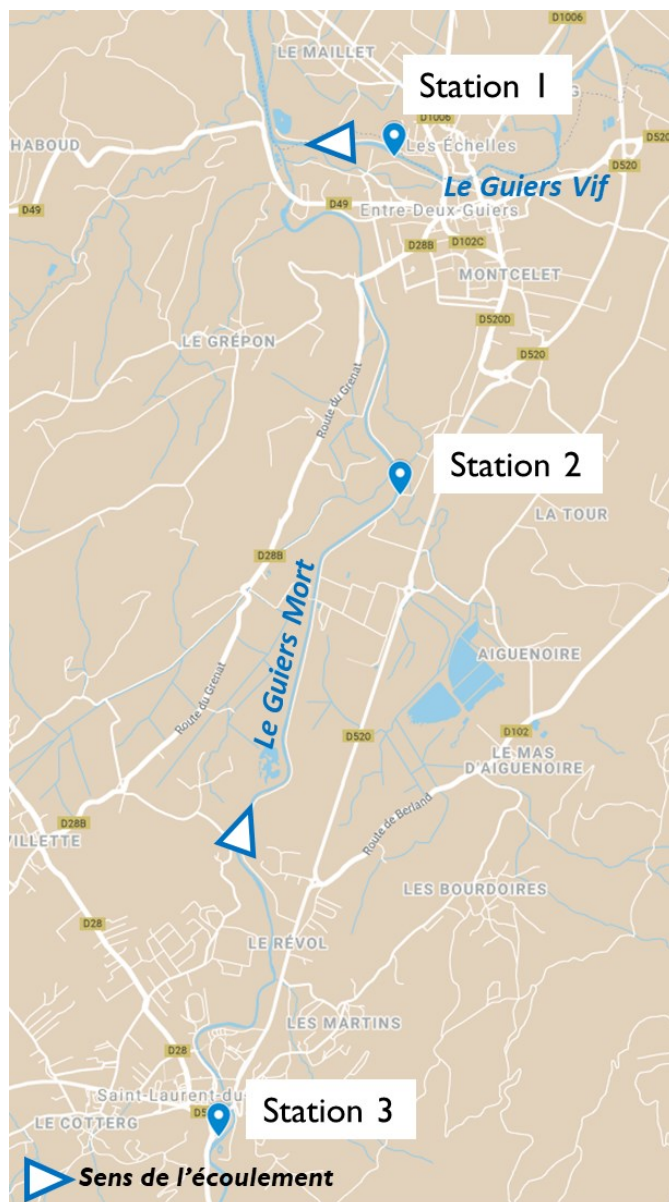 D1006
LE MAILLET
Station 1
D1006
HABOUD
Les Échelles
D520
D520
Le Guiers Vif
D49
D49
Entre-Deux-Guiers
D28B
D102C
MONTCELET
D520D
LE GRÉPON
D520
Route du Grenat
Station 2
LA TOUR
D28B
Le Guiers Mort
AIGUENOIRE
Route du Grenat
D520
D102
LE MAS
D'AIGUENOIRE
D28B
VILLETTE
Route de Berland
LES BOURDOIRES
D28
LE RÉVOL
LES MARTINS
D28
Saint-Laurent-du
D5
Station 3
LE COTTERG
Sens de l'écoulement